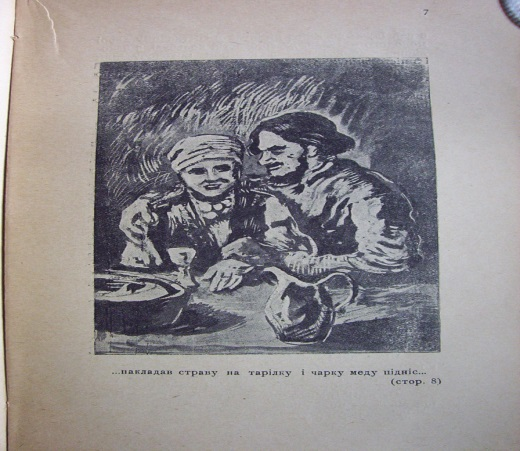 7
...накладав страву на тарілку і чарку меду підніс...
(стор. 8)